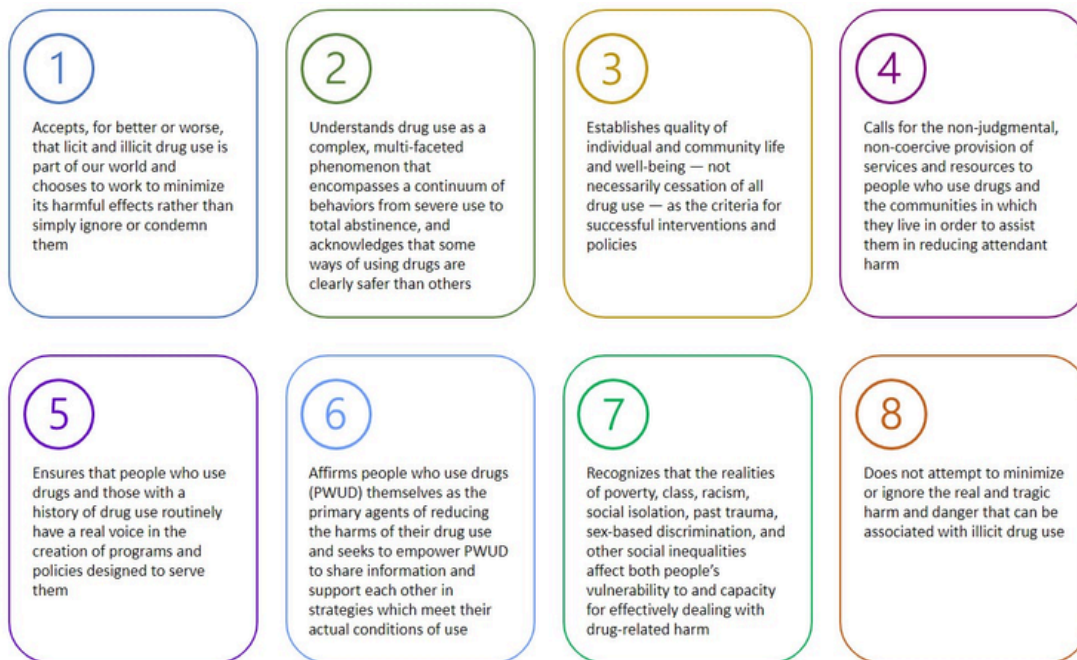 1
Accepts, for better or worse,
that licit and illicit drug use is
part of our world and
chooses to work to minimize
its harmful effects rather than
simply ignore or condemn
them
2
Understands drug use as a
complex, multi-faceted
phenomenon that
encompasses a continuum of
behaviors from severe use to
total abstinence, and
acknowledges that some
ways of using drugs are
clearly safer than others
3
Establishes quality of
individual and community life
and well-being — not
necessarily cessation of all
drug use — as the criteria for
successful interventions and
policies
4
Calls for the non-judgmental,
non-coercive provision of
services and resources to
people who use drugs and
the communities in which
they live in order to assist
them in reducing attendant
harm
5
Ensures that people who use
drugs and those with a
history of drug use routinely
have a real voice in the
creation of programs and
policies designed to serve
them
6
Affirms people who use drugs
(PWUD) themselves as the
primary agents of reducing
the harms of their drug use
and seeks to empower PWUD
to share information and
support each other in
strategies which meet their
actual conditions of use
7
Recognizes that the realities
of poverty, class, racism,
social isolation, past trauma,
sex-based discrimination, and
other social inequalities
affect both people's
vulnerability to and capacity
for effectively dealing with
drug-related harm
8
Does not attempt to minimize
or ignore the real and tragic
harm and danger that can be
associated with illicit drug use